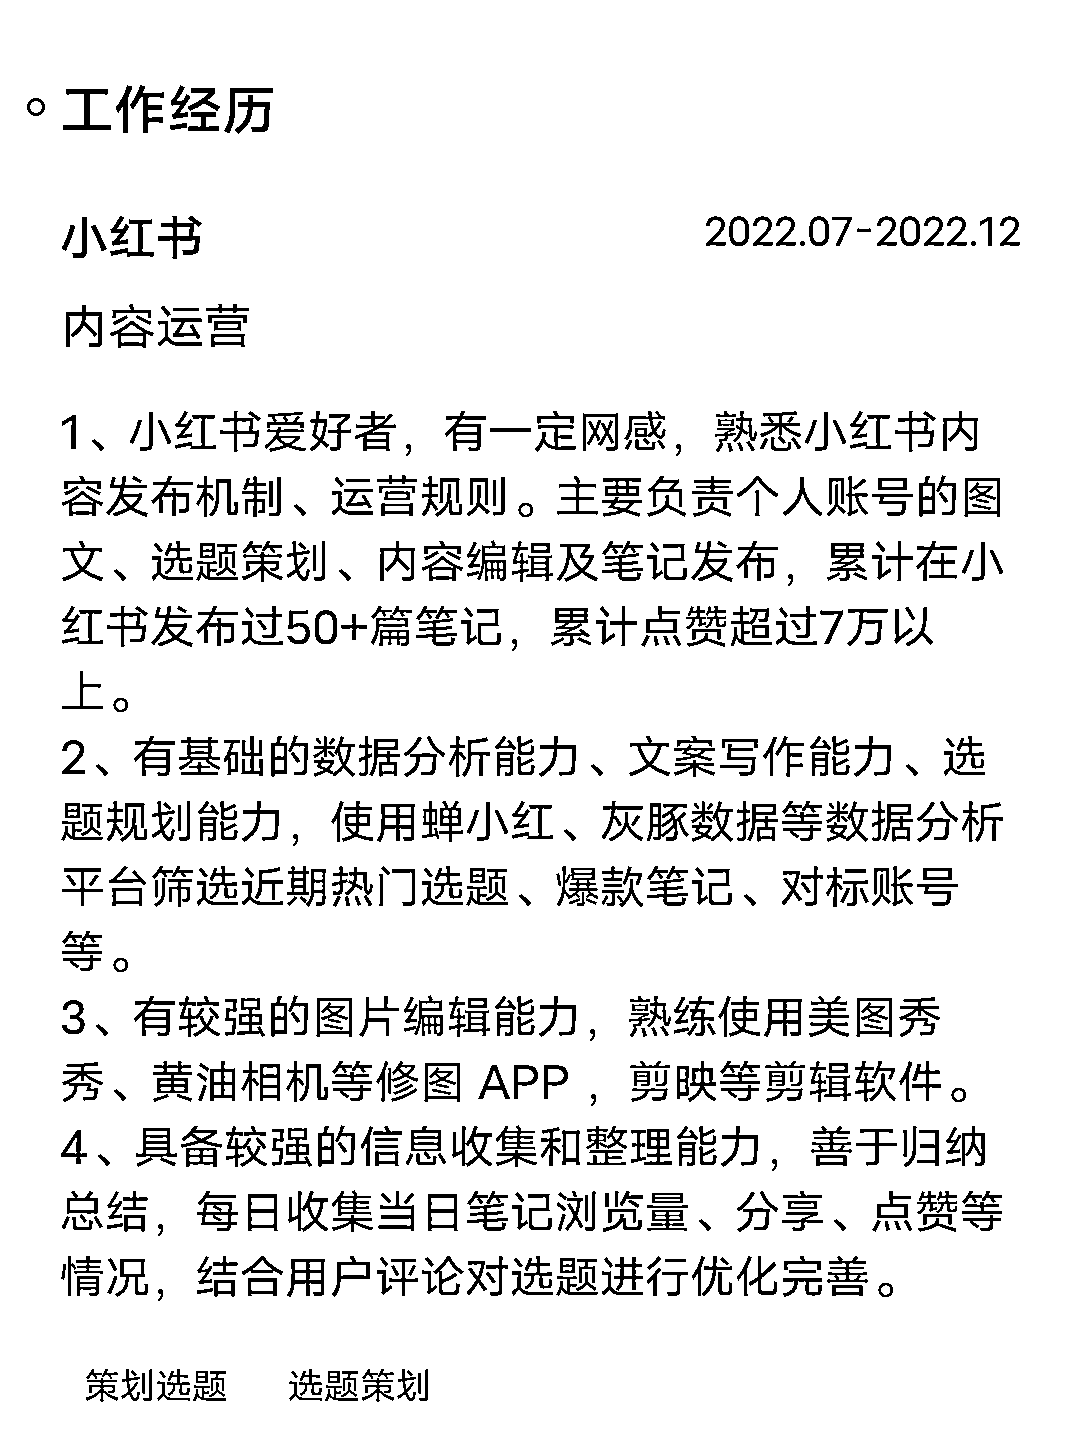 工作经历
小红书 2022.07-2022.12
内容运营
1、小红书爱好者，有一定网感，熟悉小红书内
容发布机制、运营规则。主要负责个人账号的图
文、选题策划、内容编辑及笔记发布，累计在小
红书发布过50+篇笔记，累计点赞超过7万以
上。
2、有基础的数据分析能力、文案写作能力、选
题规划能力，使用蝉小红、灰豚数据等数据分析
平台筛选近期热门选题、爆款笔记、对标账号
等。
3、有较强的图片编辑能力，熟练使用美图秀
秀、黄油相机等修图 APP ，剪映等剪辑软件。
4、具备较强的信息收集和整理能力，善于归纳
总结，每日收集当日笔记浏览量、分享、点赞等
情况，结合用户评论对选题进行优化完善。
策划选题 选题策划